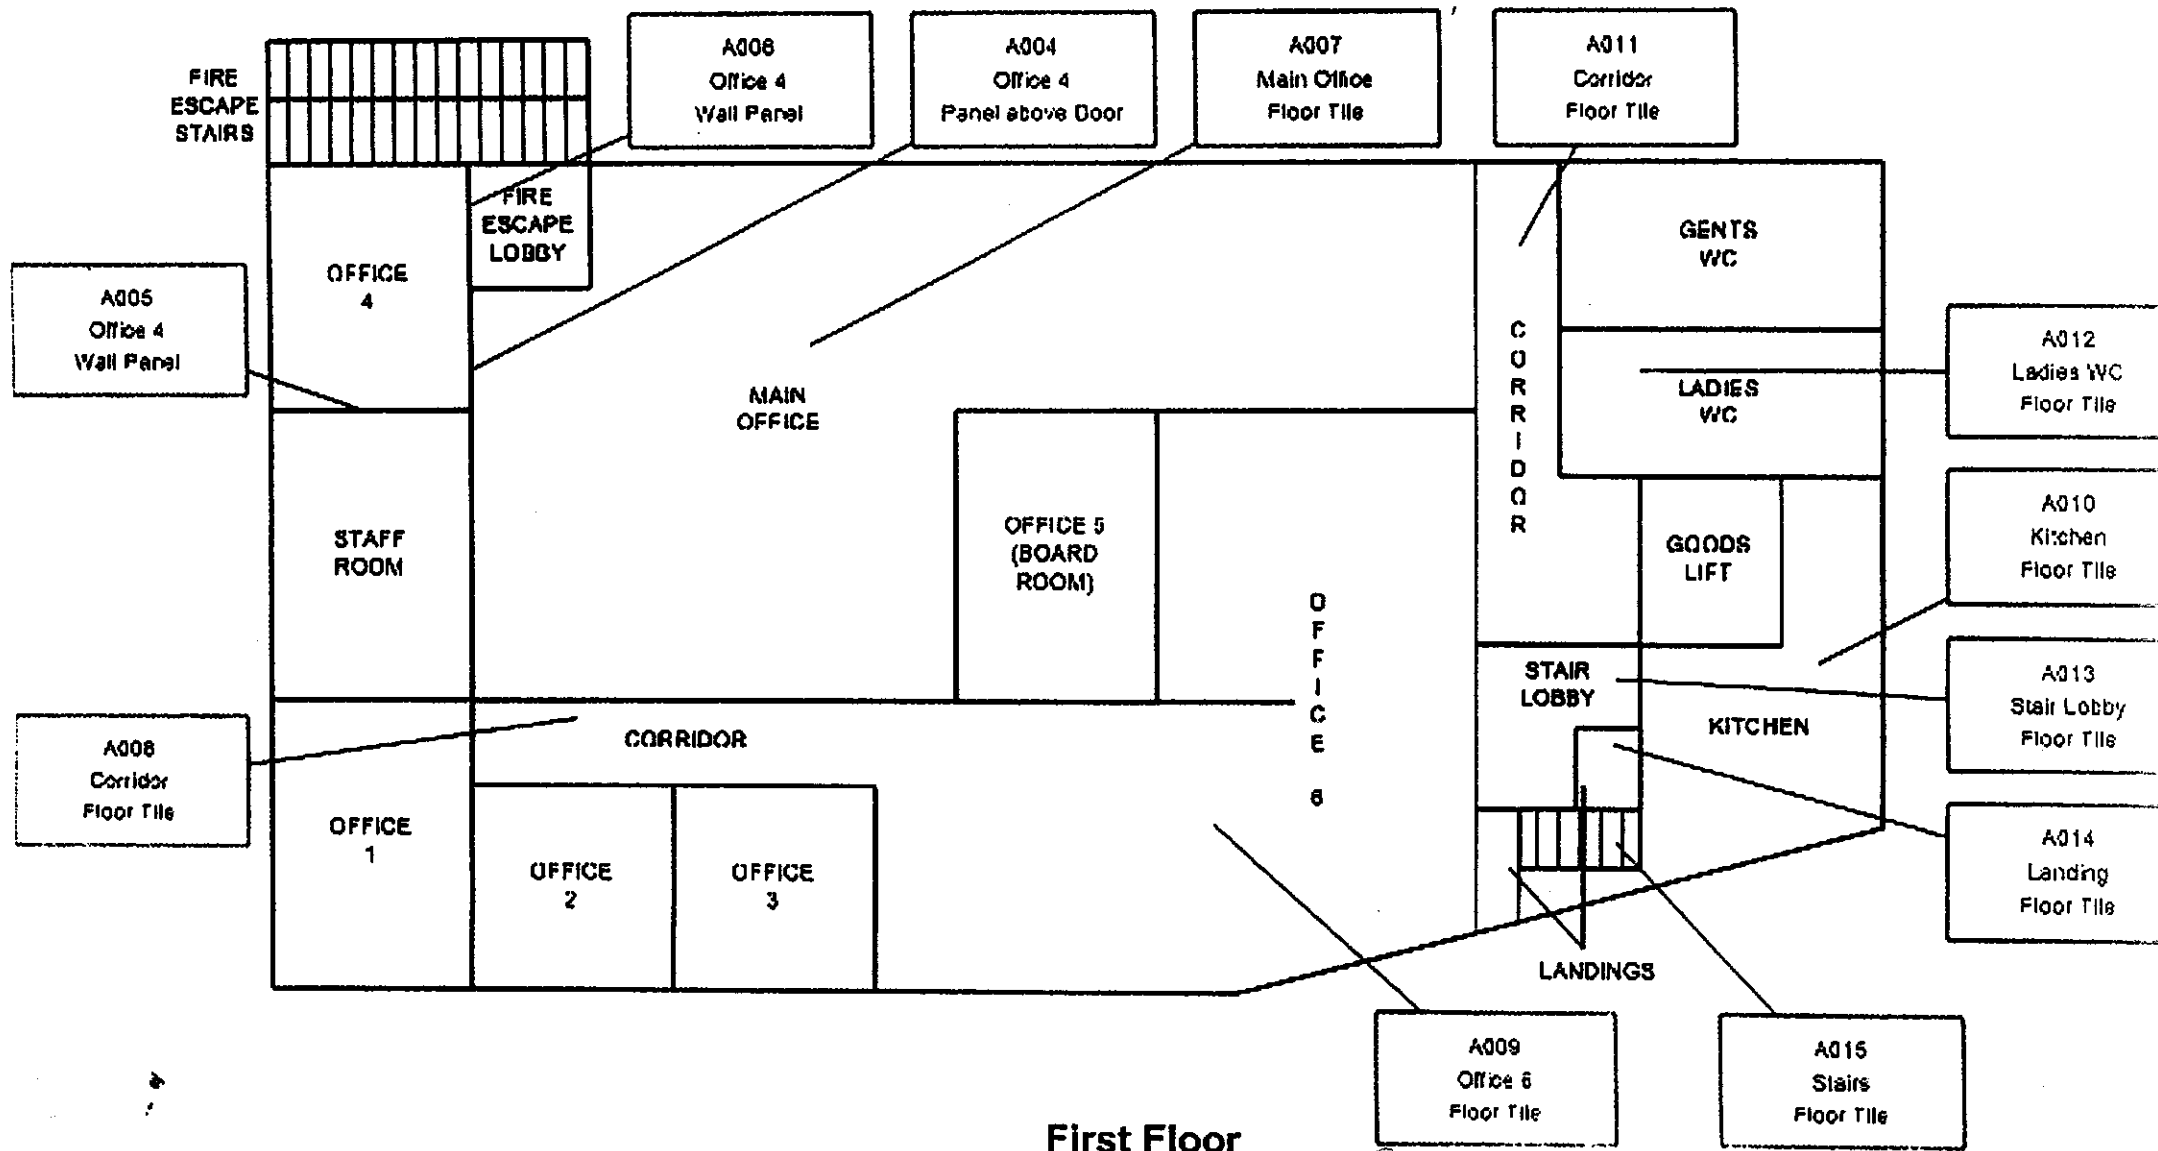 A006
Office 4
Wall Panel
A004
Office 4
Panel above Door
A007
Main Office
Floor Tile
A011
Corridor
Floor Tile
FIRE
ESCAPE
STAIRS
FIRE
ESCAPE
LOBBY
OFFICE
4
GENTS
WC
A005
Office 4
Wall Panel
MAIN
OFFICE
CORRIDOR
LADIES
WC
A012
Ladies WC
Floor Tile
STAFF
ROOM
OFFICE 5
(BOARD
ROOM)
GOODS
LIFT
A010
Kitchen
Floor Tile
OFFICE 6
STAIR
LOBBY
KITCHEN
A013
Stair Lobby
Floor Tile
A008
Corridor
Floor Tile
CORRIDOR
OFFICE
1
OFFICE
2
OFFICE
3
A014
Landing
Floor Tile
LANDINGS
A009
Office 6
Floor Tile
A015
Stairs
Floor Tile
First Floor